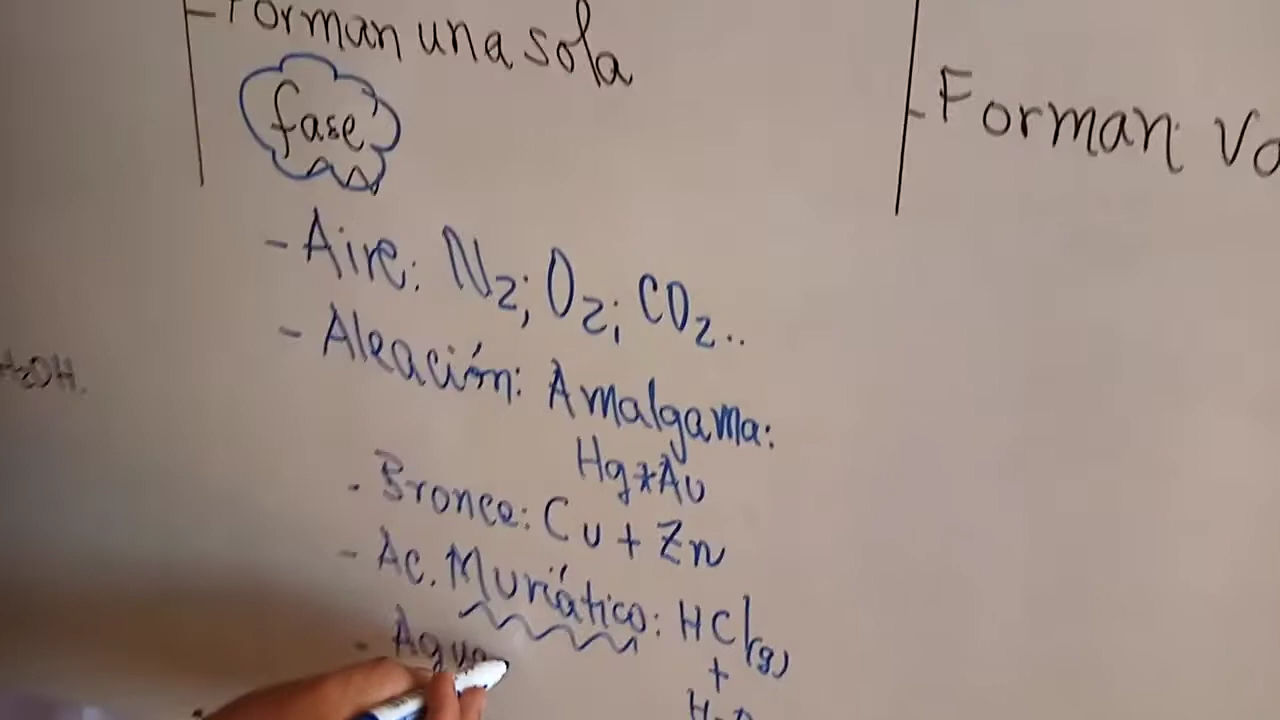 - Forman una sola
fase
- Aire: N2; O2; CO2..
- Aleación: Amalgama:
Hg+Au
- Bronce: Cu + Zn
- Ac. Muriático: HCl(g)
+
- Agua
- Forman